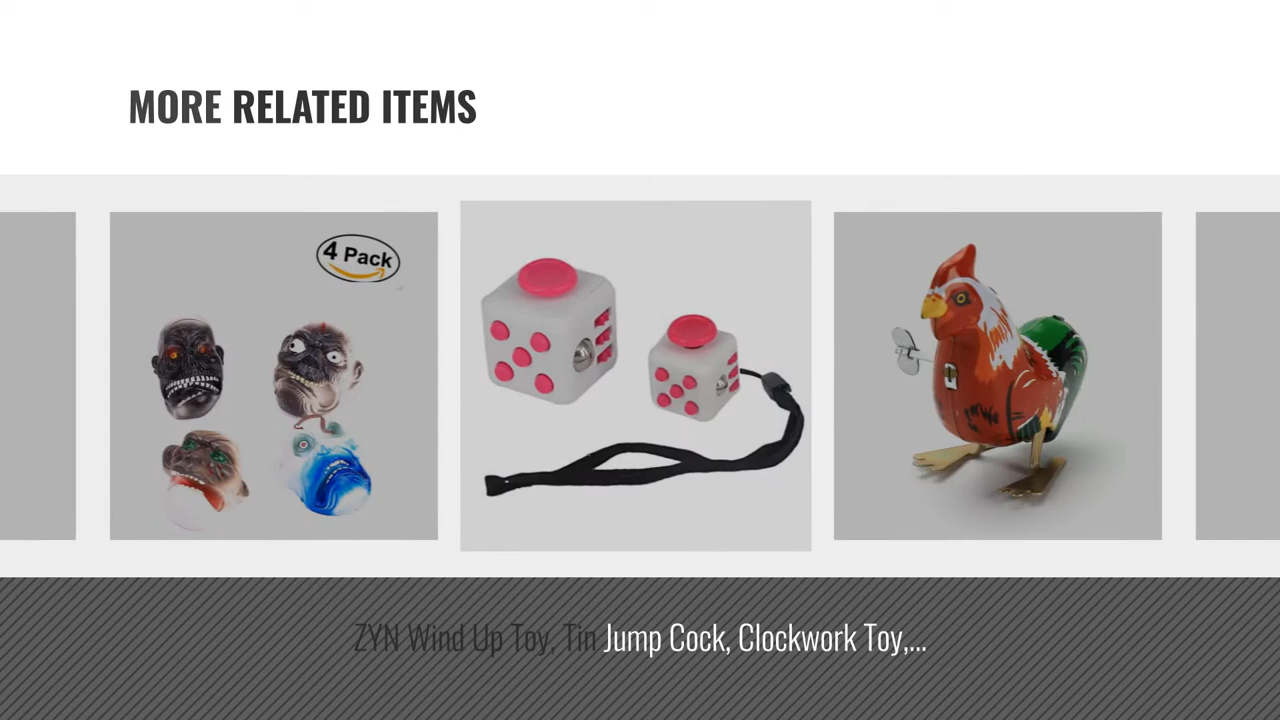 MORE RELATED ITEMS
4 Pack
ZYN Wind Up Toy, Tin Jump Cock, Clockwork Toy,...